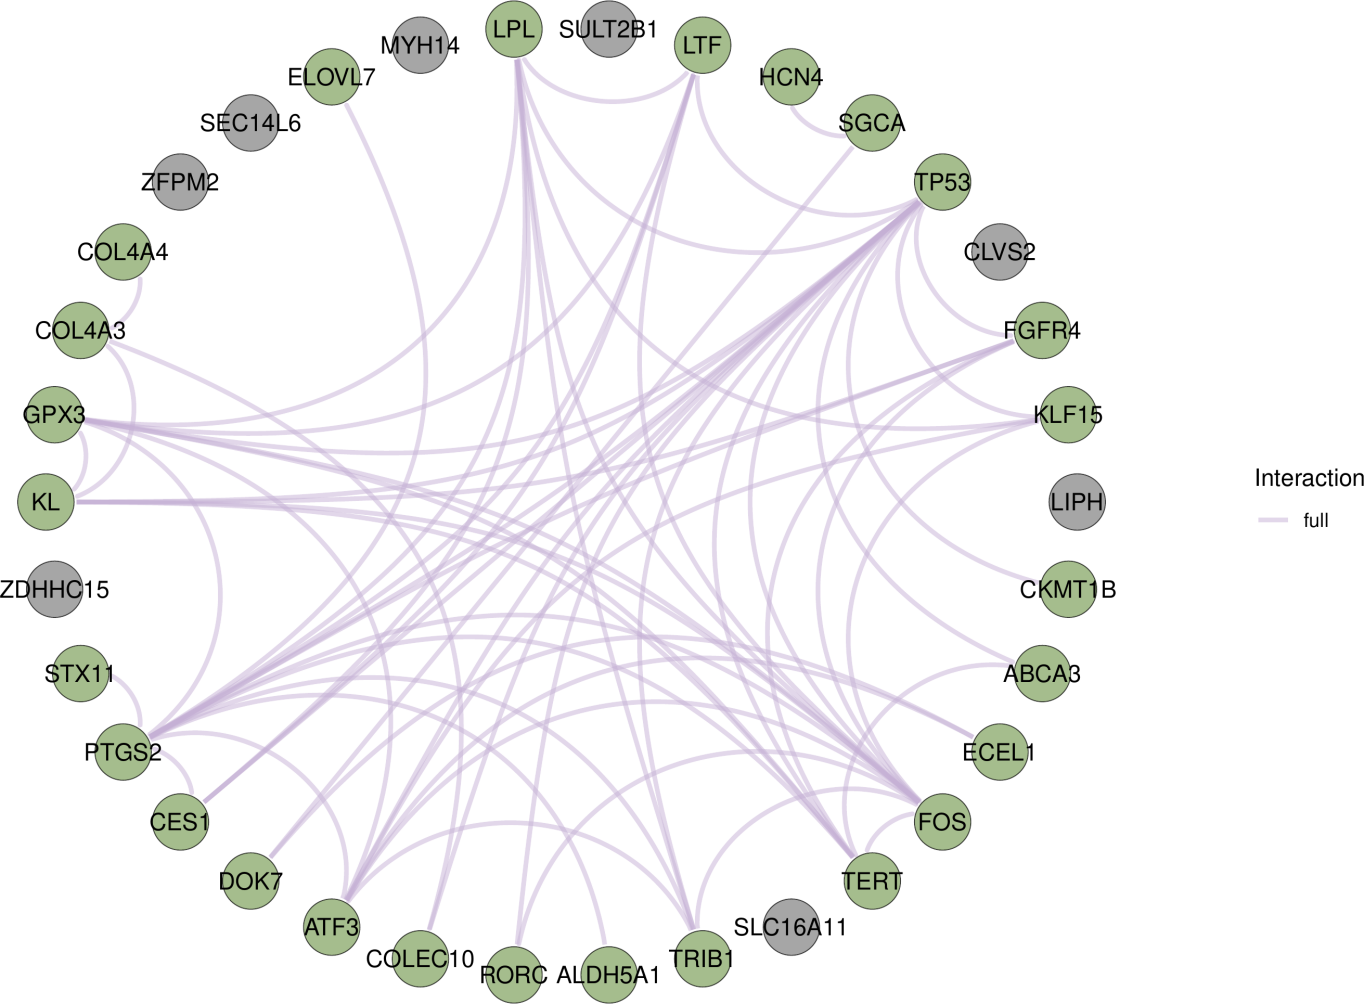 LPL
SULT2B1
MYH14
LTF
ELOVL7
HCN4
SEC14L6
SGCA
ZFPM2
TP53
COL4A4
CLVS2
COL4A3
FGFR4
GPX3
KLF15
Interaction
KL
LIPH
full
ZDHHC15
CKMT1B
STX11
ABCA3
PTGS2
ECEL1
CES1
FOS
DOK7
TERT
ATF3
SLC16A11
COLEC10
TRIB1
RORC
ALDH5A1